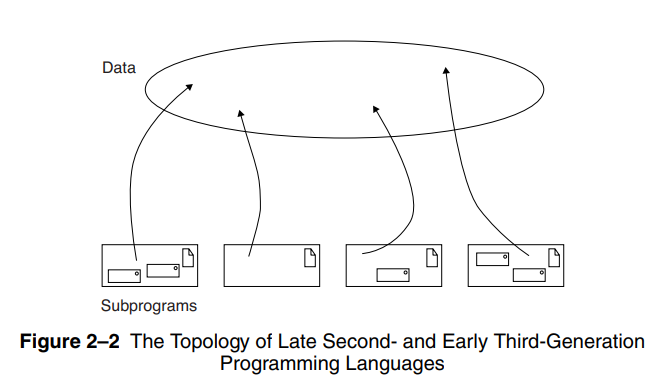 Data
Subprograms
Figure 2–2 The Topology of Late Second- and Early Third-Generation
Programming Languages